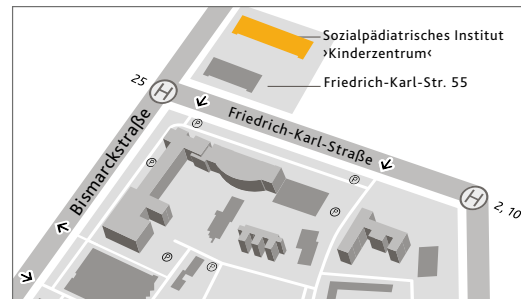 Sozialpädiatrisches Institut
›Kinderzentrum‹
Friedrich-Karl-Str. 55
25
H
Friedrich-Karl-Straße
Bismarckstraße
P
P
P
P
P
H
2, 10